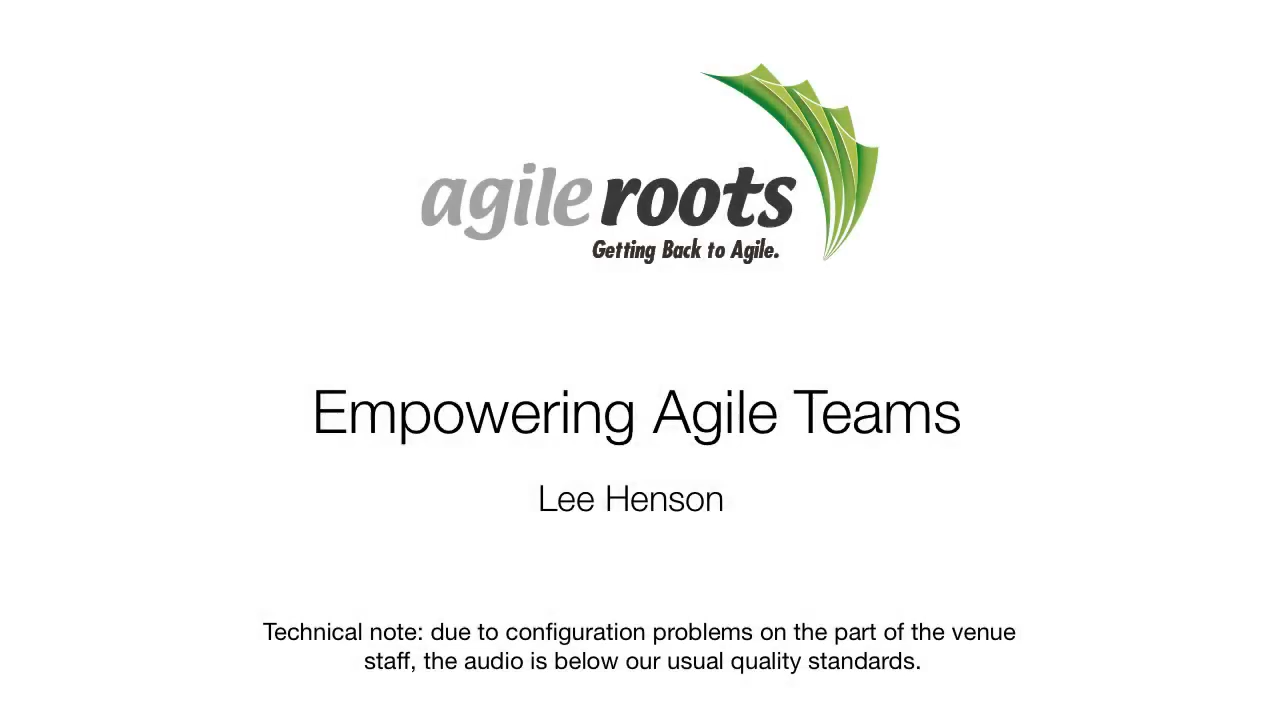 agile roots
Getting Back to Agile.
Empowering Agile Teams
Lee Henson
Technical note: due to configuration problems on the part of the venue
staff, the audio is below our usual quality standards.